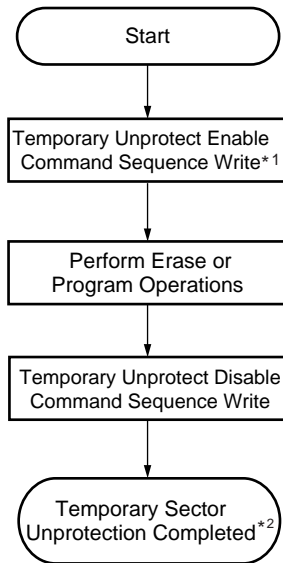 Start
Temporary Unprotect Enable
Command Sequence Write*1
Perform Erase or
Program Operations
Temporary Unprotect Disable
Command Sequence Write
Temporary Sector
Unprotection Completed*2